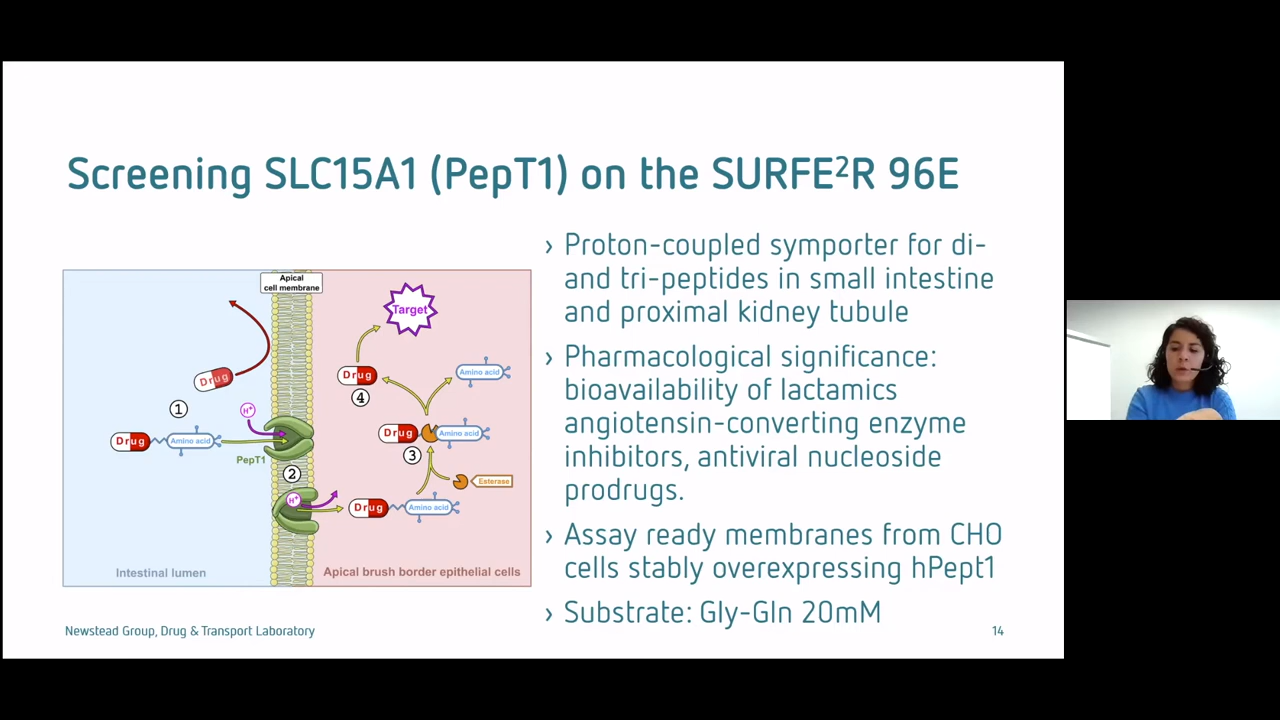 Screening SLC15A1 (PepT1) on the SURFE²R 96E
Apical
cell membrane
Target
Drug
Drug
Amino acid
1
H⁺
4
Drug
Amino acid
Drug
Amino acid
PepT1
3
2
Esterase
H⁺
Drug
Amino acid
Intestinal lumen
Apical brush border epithelial cells
› Proton-coupled symporter for di-
and tri-peptides in small intestine
and proximal kidney tubule
› Pharmacological significance:
bioavailability of lactamics
angiotensin-converting enzyme
inhibitors, antiviral nucleoside
prodrugs.
› Assay ready membranes from CHO
cells stably overexpressing hPept1
› Substrate: Gly-Gln 20mM
Newstead Group, Drug & Transport Laboratory
14